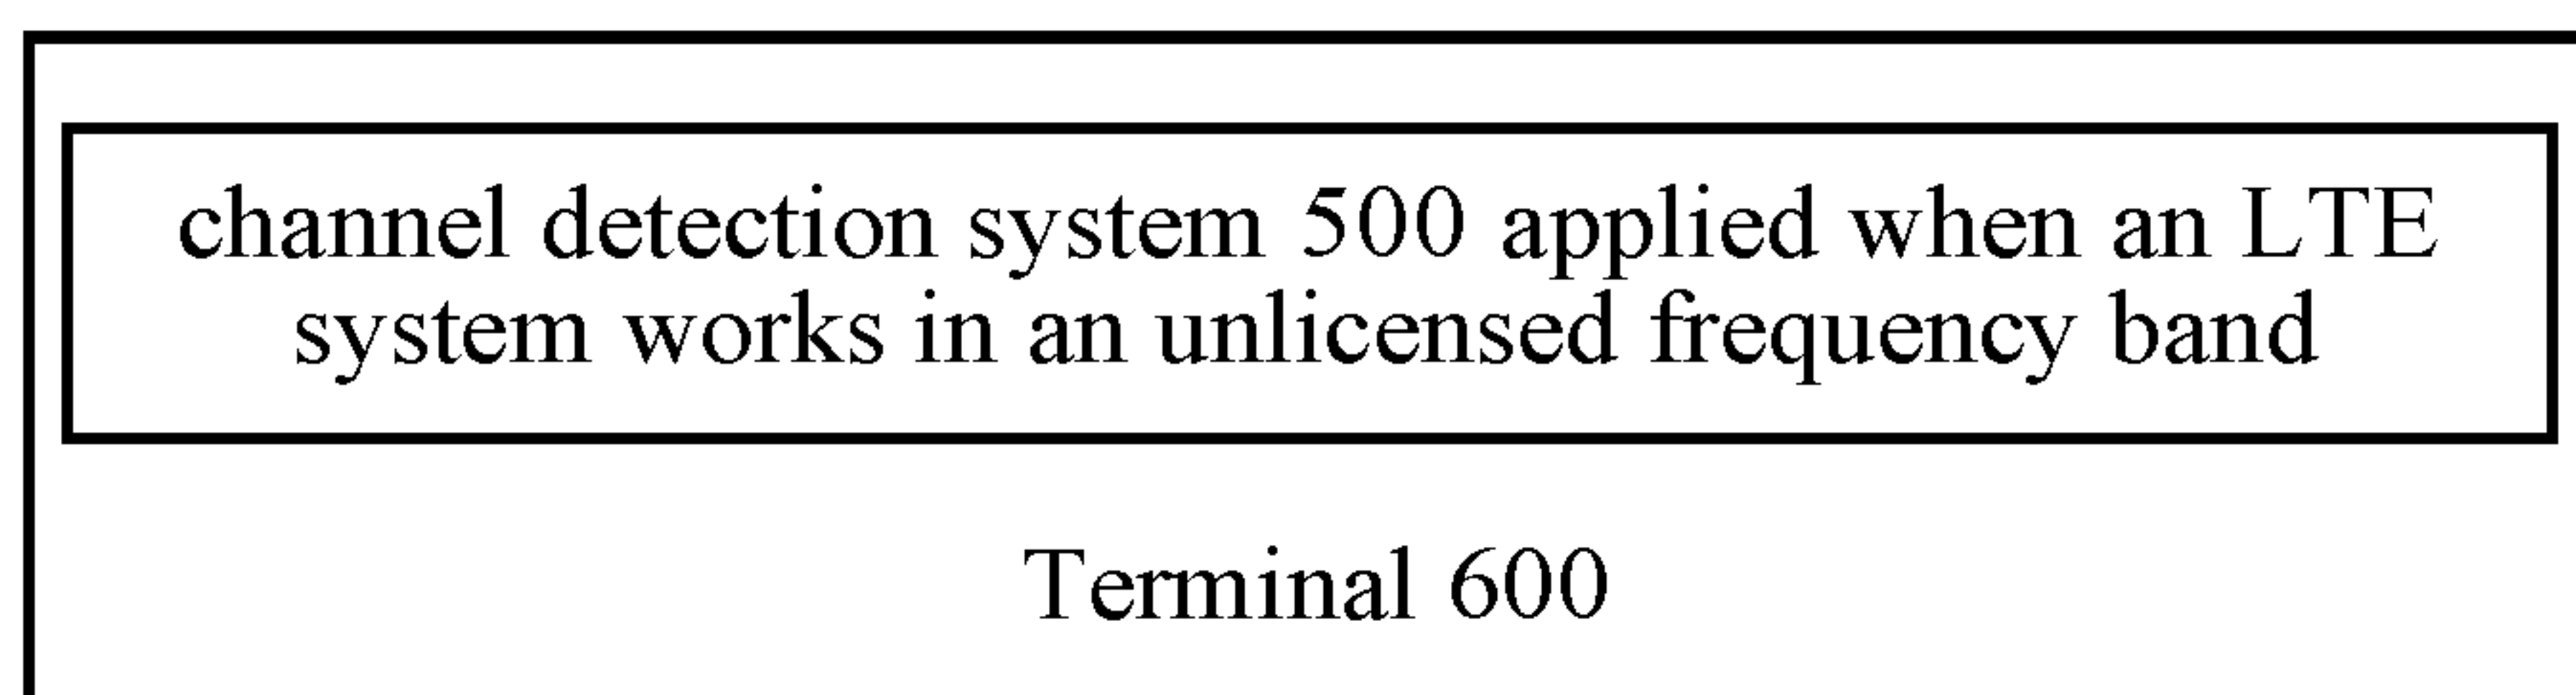 channel detection system 500 applied when an LTE
system works in an unlicensed frequency band
Terminal 600